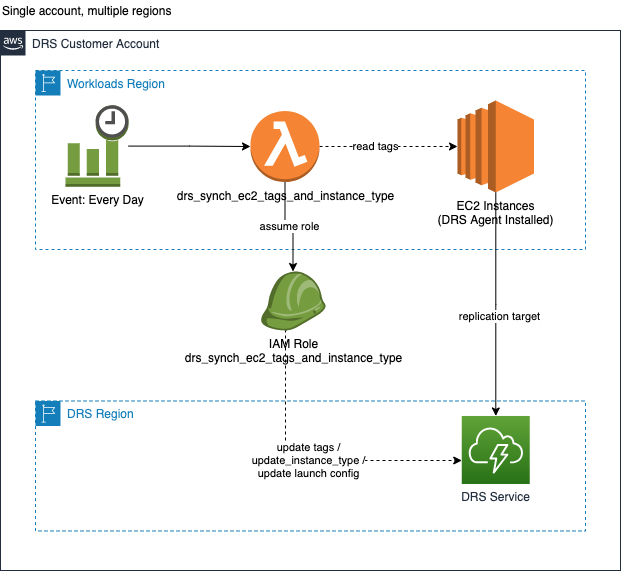 Single account, multiple regions
aws
DRS Customer Account
Workloads Region
read tags
Event: Every Day
drs_synch_ec2_tags_and_instance_type
EC2 Instances
(DRS Agent Installed)
assume role
replication target
IAM Role
drs_synch_ec2_tags_and_instance_type
DRS Region
update tags /
update_instance_type /
update launch config
DRS Service